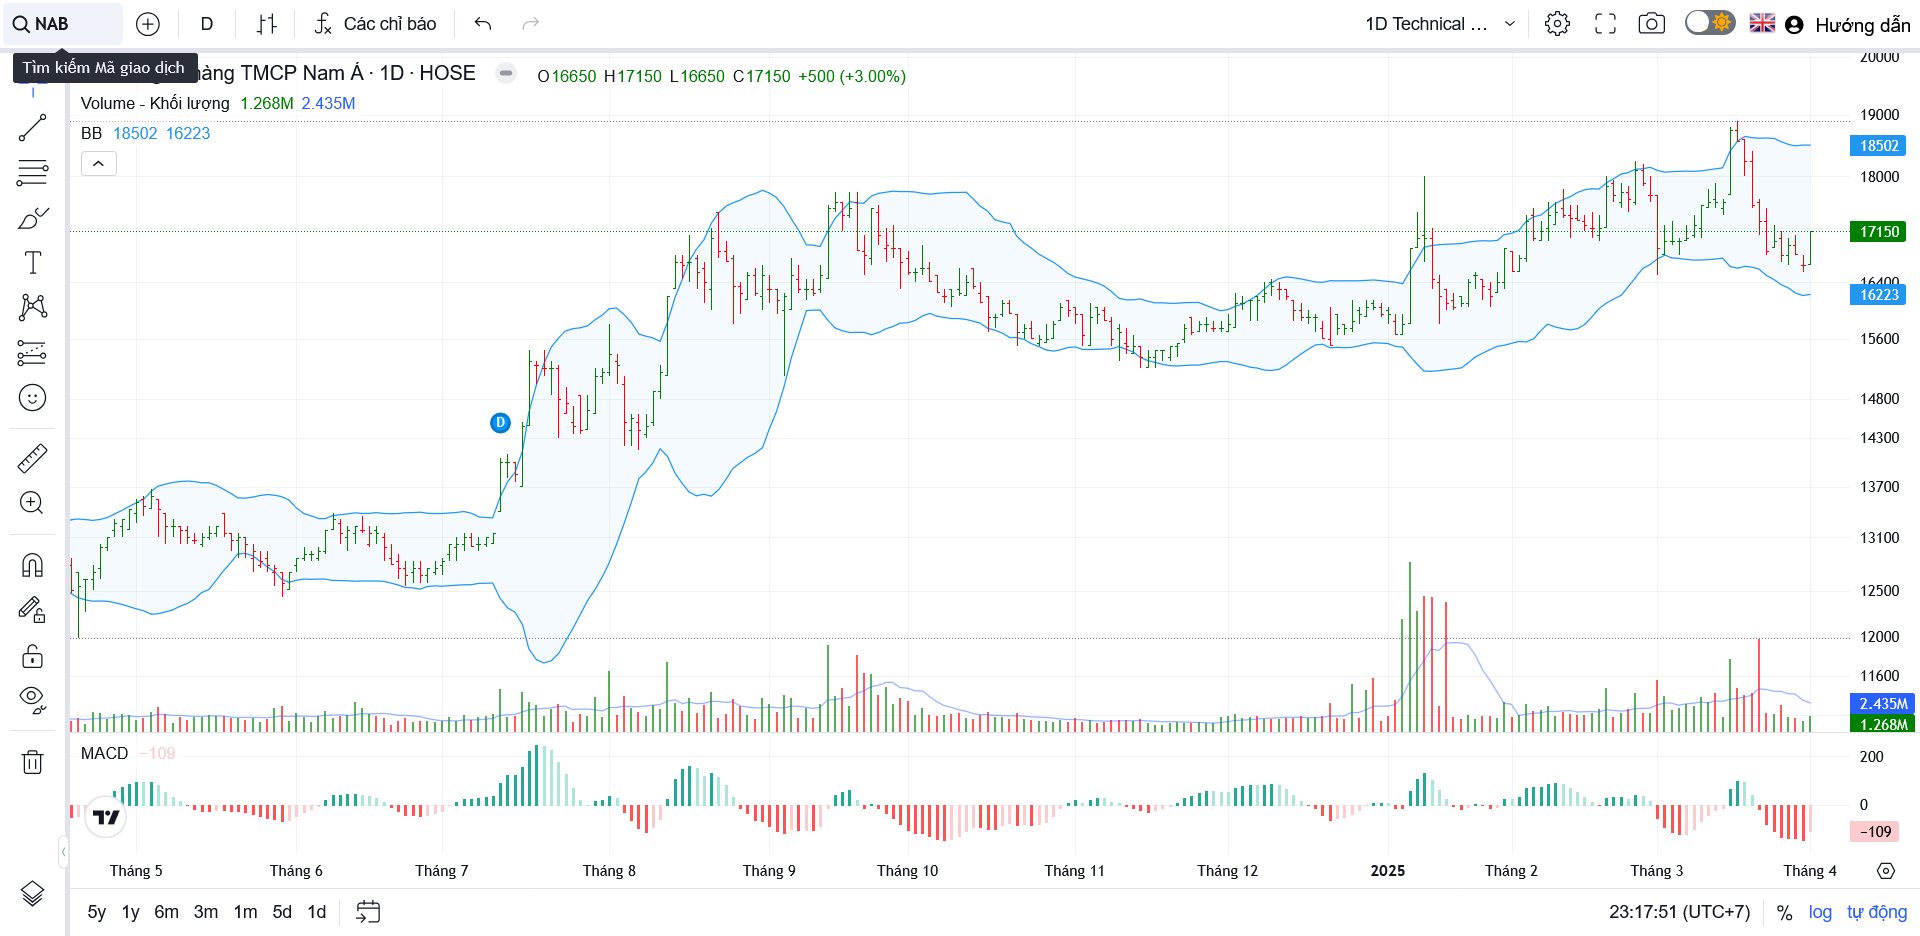 NAB
D
Các chỉ báo
1D Technical ...
Hướng dẫn
Tìm kiếm Mã giao dịch
hàng TMCP Nam Á · 1D · HOSE
O16650 H17150 L16650 C17150 +500 (+3.00%)
Volume - Khối lượng 1.268M 2.435M
BB 18502 16223
D
20000
19000
18502
18000
17150
16400
16223
15600
14800
14300
13700
13100
12500
12000
11600
2.435M
1.268M
MACD −109
200
0
−109
Tháng 5 Tháng 6 Tháng 7 Tháng 8 Tháng 9 Tháng 10 Tháng 11 Tháng 12 2025 Tháng 2 Tháng 3 Tháng 4
5y 1y 6m 3m 1m 5d 1d
23:17:51 (UTC+7) % log tự động